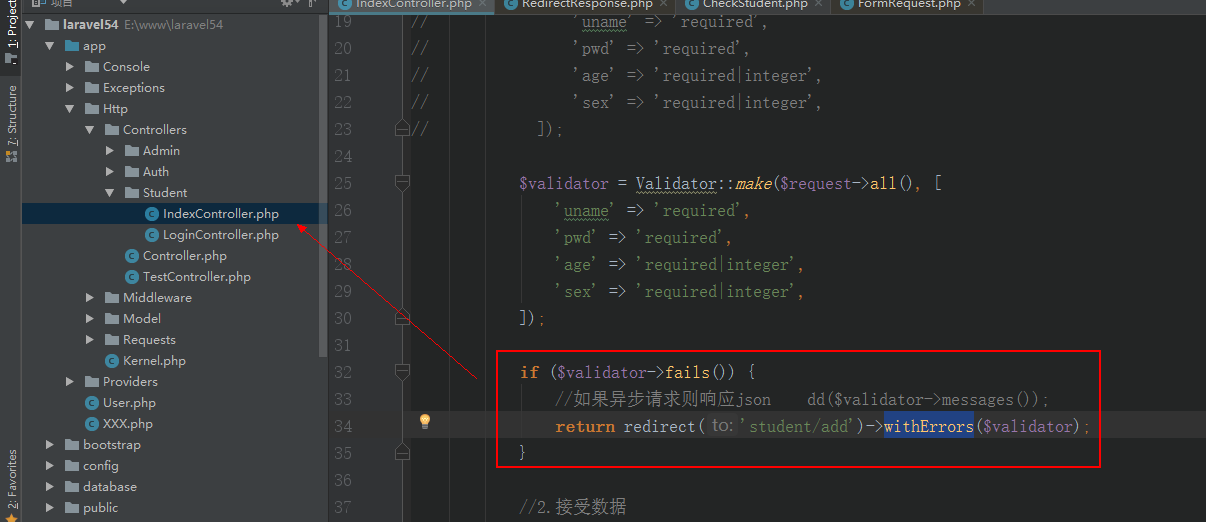 1: Project
7: Structure
2: Favorites
项目
laravel54 E:\www\laravel54
app
Console
Exceptions
Http
Controllers
Admin
Auth
Student
IndexController.php
LoginController.php
Controller.php
TestController.php
Middleware
Model
Requests
Kernel.php
Providers
User.php
XXX.php
bootstrap
config
database
public
IndexController.php × RedirectResponse.php × CheckStudent.php × FormRequest.php ×
19 // 'uname' => 'required',
20 // 'pwd' => 'required',
21 // 'age' => 'required|integer',
22 // 'sex' => 'required|integer',
23 // ]);
24
25 $validator = Validator::make($request->all(), [
26 'uname' => 'required',
27 'pwd' => 'required',
28 'age' => 'required|integer',
29 'sex' => 'required|integer',
30 ]);
31
32 if ($validator->fails()) {
33 //如果异步请求则响应json dd($validator->messages());
34 return redirect( to: 'student/add')->withErrors($validator);
35 }
36
37 //2.接受数据